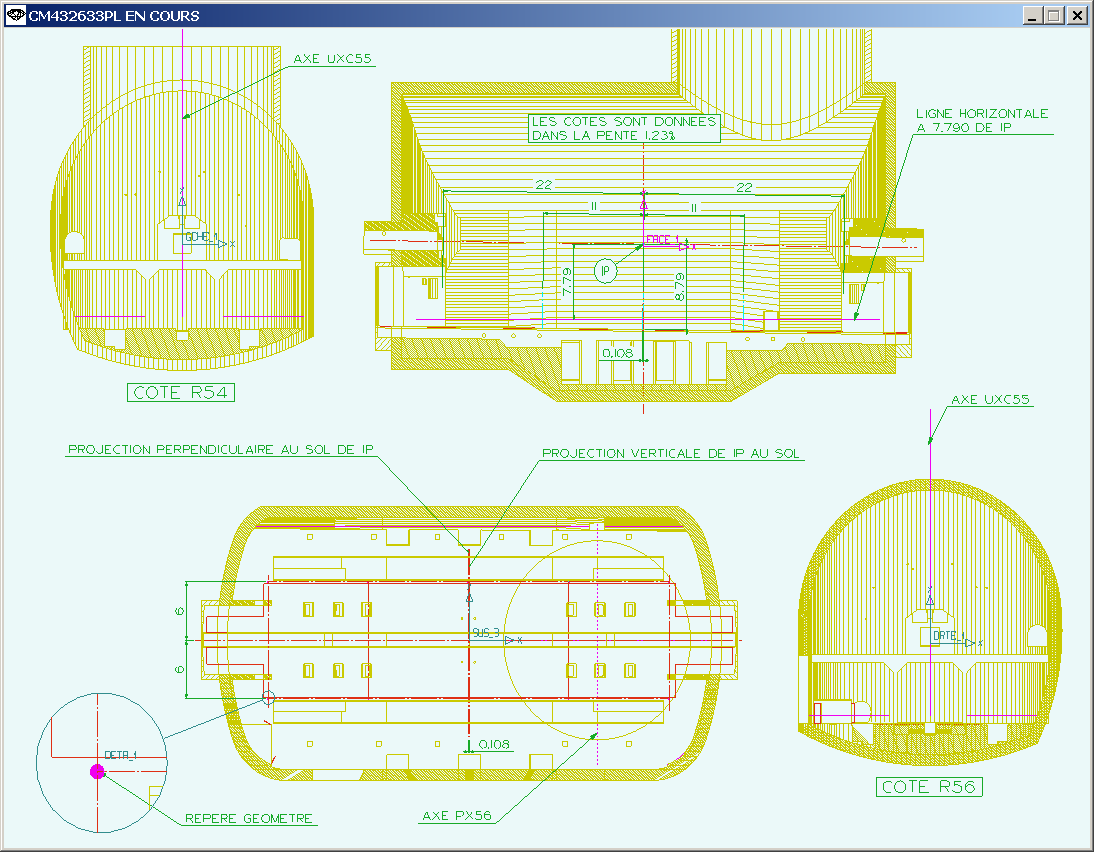 CM432633PL EN COURS
AXE UXC55
LES COTES SONT DONNEES
DANS LA PENTE 1.23%
LIGNE HORIZONTALE
A 7.790 DE IP
22
22
11
11
GCHE_1
X
FACE_1
X
IP
7.79
8.79
0.108
COTE R54
AXE UXC55
PROJECTION PERPENDICULAIRE AU SOL DE IP
PROJECTION VERTICALE DE IP AU SOL
6
6
SUS_3
X
DRTE_1
X
0.108
DETA_1
COTE R56
REPERE GEOMETRE
AXE PX56